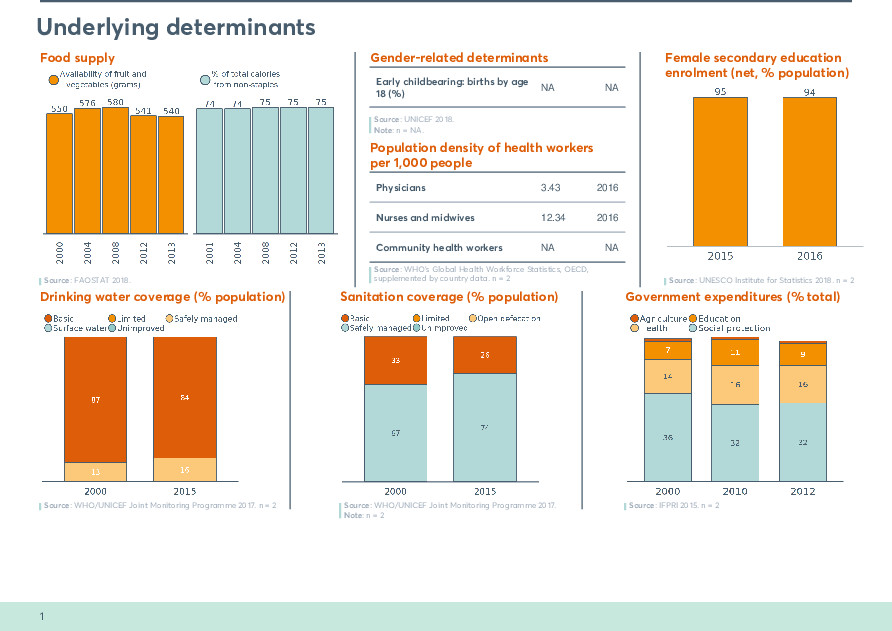 Underlying determinants
Food supply
Availability of fruit and vegetables (grams)
% of total calories from non-staples
550 576 580 541 540
74 74 75 75 75
2000 2004 2008 2012 2013
2001 2004 2008 2012 2013
Source: FAOSTAT 2018.
Gender-related determinants
Early childbearing: births by age 18 (%) NA NA
Source: UNICEF 2018.
Note: n = NA.
Population density of health workers
per 1,000 people
Physicians 3.43 2016
Nurses and midwives 12.34 2016
Community health workers NA NA
Source: WHO's Global Health Workforce Statistics, OECD,
supplemented by country data. n = 2
Female secondary education
enrolment (net, % population)
95 94
2015 2016
Source: UNESCO Institute for Statistics 2018. n = 2
Drinking water coverage (% population)
Basic Limited Safely managed
Surface water Unimproved
87 84
13 16
2000 2015
Source: WHO/UNICEF Joint Monitoring Programme 2017. n = 2
Sanitation coverage (% population)
Basic Limited Open defecation
Safely managed Unimproved
33 26
67 74
2000 2015
Source: WHO/UNICEF Joint Monitoring Programme 2017.
Note: n = 2
Government expenditures (% total)
Agriculture Education
Health Social protection
7 11 9
14 16 16
36 32 32
2000 2010 2012
Source: IFPRI 2015. n = 2
1